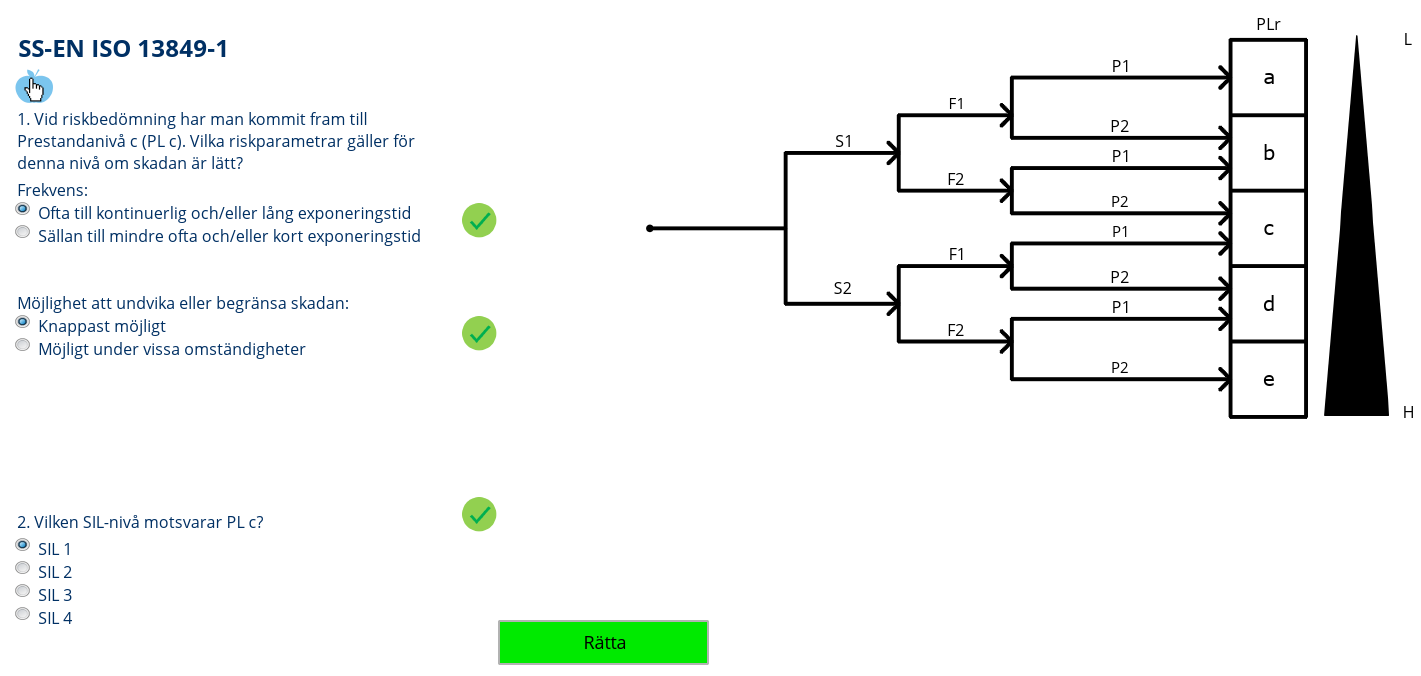 SS-EN ISO 13849-1
1. Vid riskbedömning har man kommit fram till
Prestandanivå c (PL c). Vilka riskparametrar gäller för
denna nivå om skadan är lätt?
Frekvens:
Ofta till kontinuerlig och/eller lång exponeringstid
Sällan till mindre ofta och/eller kort exponeringstid
Möjlighet att undvika eller begränsa skadan:
Knappast möjligt
Möjligt under vissa omständigheter
2. Vilken SIL-nivå motsvarar PL c?
SIL 1
SIL 2
SIL 3
SIL 4
Rätta
PLr
L
P1
a
F1
P2
S1
b
P1
F2
P2
c
P1
F1
P2
S2
d
P1
F2
P2
e
H